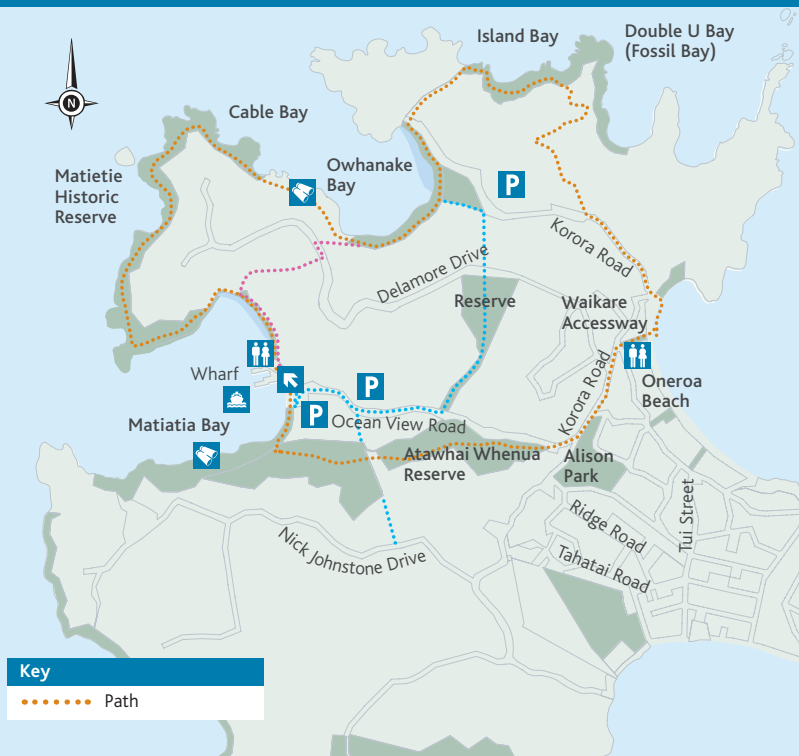 Island Bay
Double U Bay
(Fossil Bay)
N
Cable Bay
Owhanake
Bay
Matietie
Historic
Reserve
P
Korora Road
Delamore Drive
Reserve
Waikare
Accessway
Wharf
P
P
Korora Road
Oneroa
Beach
Matiatia Bay
Ocean View Road
Atawhai Whenua
Reserve
Alison
Park
Tui Street
Ridge Road
Nick Johnstone Drive
Tahatai Road
Key
Path